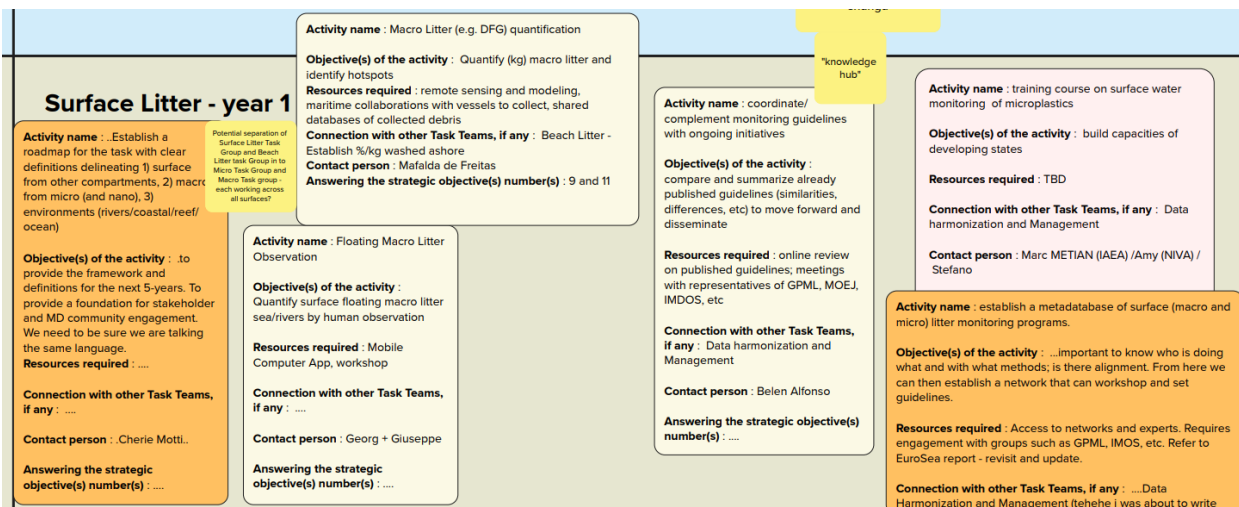 Surface Litter - year 1
Activity name : ..Establish a
roadmap for the task with clear
definitions delineating 1) surface
from other compartments, 2) macro
from micro (and nano), 3)
environments (rivers/coastal/reef/
ocean)
Objective(s) of the activity : .to
provide the framework and
definitions for the next 5-years. To
provide a foundation for stakeholder
and MD community engagement.
We need to be sure we are talking
the same language.
Resources required : ....
Connection with other Task Teams,
if any : ....
Contact person : .Cherie Motti..
Answering the strategic
objective(s) number(s) : ....
Potential separation of
Surface Litter Task
Group and Beach
Litter task Group in to
Micro Task Group and
Macro Task group -
each working across
all surfaces?
Activity name : Macro Litter (e.g. DFG) quantification
Objective(s) of the activity : Quantify (kg) macro litter and
identify hotspots
Resources required : remote sensing and modeling,
maritime collaborations with vessels to collect, shared
databases of collected debris
Connection with other Task Teams, if any : Beach Litter -
Establish %/kg washed ashore
Contact person : Mafalda de Freitas
Answering the strategic objective(s) number(s) : 9 and 11
Activity name : Floating Macro Litter
Observation
Objective(s) of the activity :
Quantify surface floating macro litter
sea/rivers by human observation
Resources required : Mobile
Computer App, workshop
Connection with other Task Teams,
if any : ....
Contact person : Georg + Giuseppe
Answering the strategic
objective(s) number(s) : ....
"knowledge
hub"
Activity name : coordinate/
complement monitoring guidelines
with ongoing initiatives
Objective(s) of the activity :
compare and summarize already
published guidelines (similarities,
differences, etc) to move forward and
disseminate
Resources required : online review
on published guidelines; meetings
with representatives of GPML, MOEJ,
IMDOS, etc
Connection with other Task Teams,
if any : Data harmonization and
Management
Contact person : Belen Alfonso
Answering the strategic objective(s)
number(s) : ....
Activity name : training course on surface water
monitoring of microplastics
Objective(s) of the activity : build capacities of
developing states
Resources required : TBD
Connection with other Task Teams, if any : Data
harmonization and Management
Contact person : Marc METIAN (IAEA) /Amy (NIVA) /
Stefano
Activity name : establish a metadatabase of surface (macro and
micro) litter monitoring programs.
Objective(s) of the activity : ...important to know who is doing
what and with what methods; is there alignment. From here we
can then establish a network that can workshop and set
guidelines.
Resources required : Access to networks and experts. Requires
engagement with groups such as GPML, IMOS, etc. Refer to
EuroSea report - revisit and update.
Connection with other Task Teams, if any : ....Data
Harmonization and Management (tehehe i was about to write